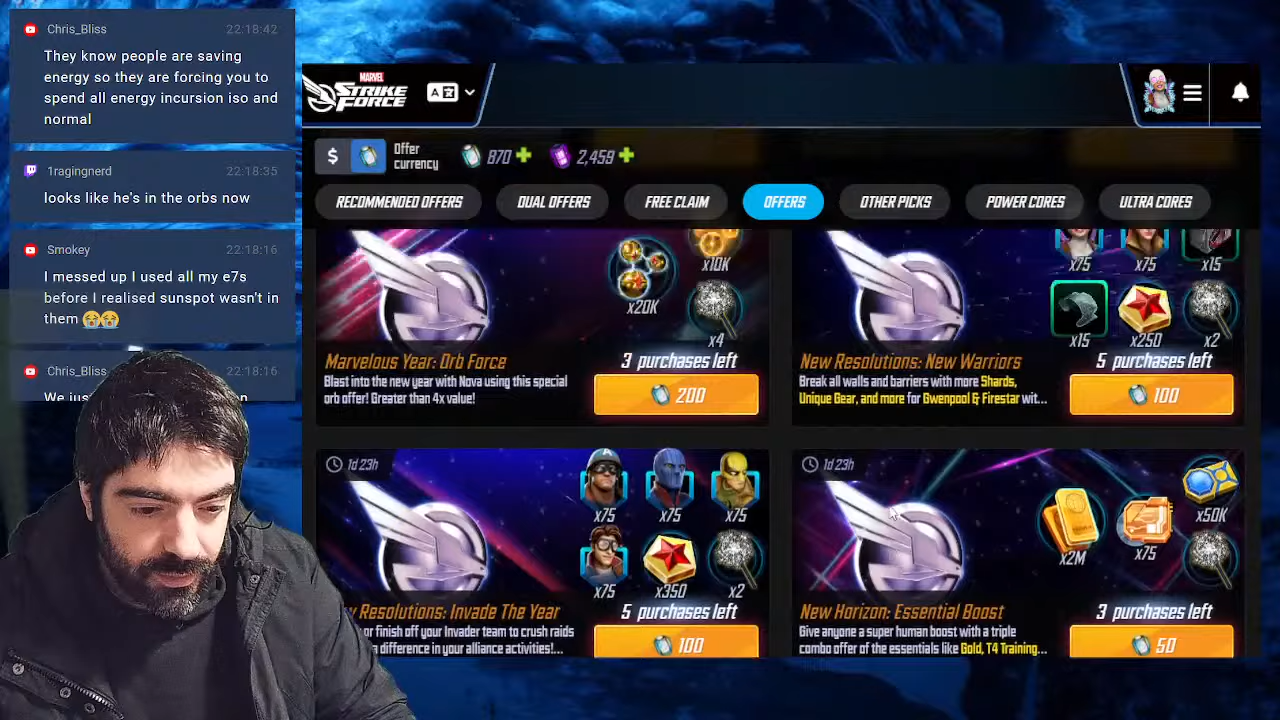 Chris_Bliss 22:18:42
They know people are saving
energy so they are forcing you to
spend all energy incursion iso and
normal
1ragingnerd 22:18:35
looks like he's in the orbs now
Smokey 22:18:16
I messed up I used all my e7s
before I realised sunspot wasn't in
them 😭😭
Chris_Bliss 22:18:16
MARVEL
STRIKE
FORCE
A
$
Offer
currency
870
2,459
RECOMMENDED OFFERS
DUAL OFFERS
FREE CLAIM
OFFERS
OTHER PICKS
POWER CORES
ULTRA CORES
x20K
x10K
x4
Marvelous Year: Orb Force
3 purchases left
Blast into the new year with Nova using this special
orb offer! Greater than 4x value!
200
x75
x75
x15
x15
x250
x2
New Resolutions: New Warriors
5 purchases left
Break all walls and barriers with more Shards,
Unique Gear, and more for Gwenpool & Firestar wit...
100
1d 23h
x75
x75
x75
x75
x350
x2
Resolutions: Invade The Year
5 purchases left
or finish off your Invader team to crush raids
a difference in your alliance activities!...
100
1d 23h
x2M
x75
x50K
New Horizon: Essential Boost
3 purchases left
Give anyone a super human boost with a triple
combo offer of the essentials like Gold, T4 Training...
50